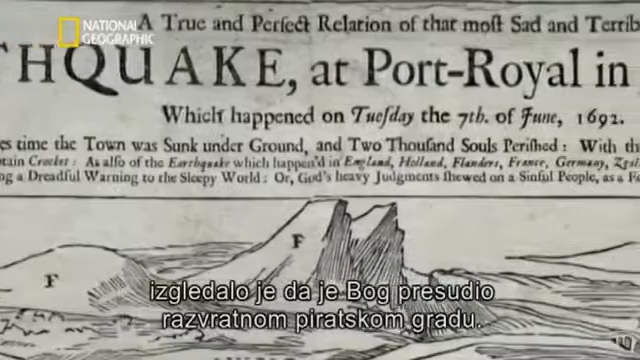 NATIONAL
GEOGRAPHIC
A True and Perfect Relation of that moſt Sad and Terrib
THQUAKE, at Port-Royal in
Which happened on Tueſday the 7th. of June, 1692.
time the Town was Sunk under Ground, and Two Thouſand Souls Periſhed: With th
tain Crocket: As alſo of the Earthquake which happen'd in England, Holland, Flanders, France, Germany,
ng a Dreadful Warning to the Sleepy World: Or, God's heavy Judgments ſhewed on a Sinful People, as a
F
F
izgledalo je da je Bog presudio
razvratnom piratskom gradu.